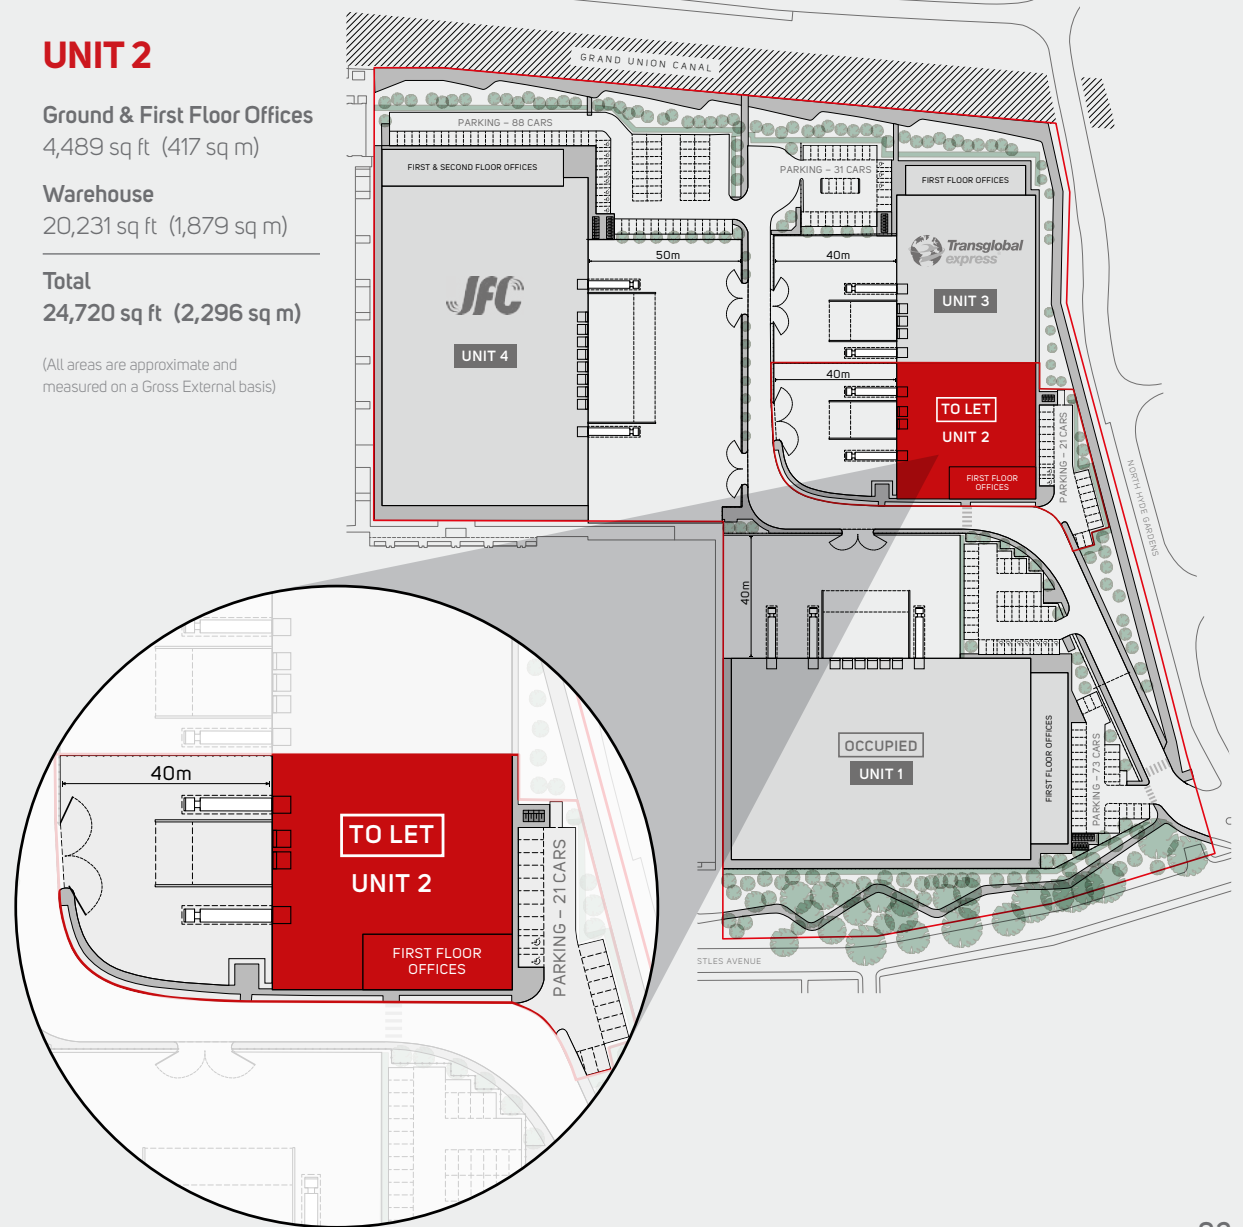 UNIT 2
Ground & First Floor Offices
4,489 sq ft (417 sq m)
Warehouse
20,231 sq ft (1,879 sq m)
Total
24,720 sq ft (2,296 sq m)
(All areas are approximate and
measured on a Gross External basis)
GRAND UNION CANAL
PARKING – 88 CARS
FIRST & SECOND FLOOR OFFICES
PARKING – 31 CARS
FIRST FLOOR OFFICES
50m
40m
Transglobal
express
JFC
UNIT 3
UNIT 4
40m
TO LET
UNIT 2
FIRST FLOOR
OFFICES
PARKING – 21 CARS
NORTH HYDE GARDENS
40m
OCCUPIED
UNIT 1
FIRST FLOOR OFFICES
PARKING – 73 CARS
STLES AVENUE
40m
TO LET
UNIT 2
FIRST FLOOR
OFFICES
PARKING – 21 CARS